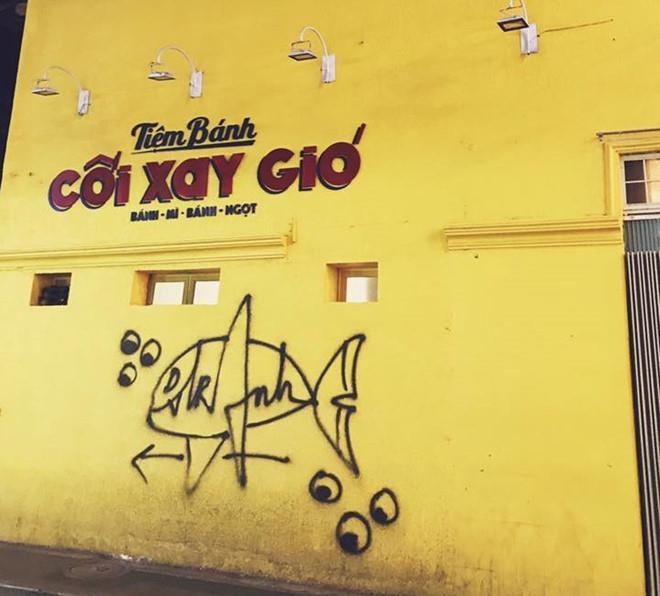 Tiệm Bánh
CỐI XAY GIÓ
BÁNH - MÌ - BÁNH - NGỌT